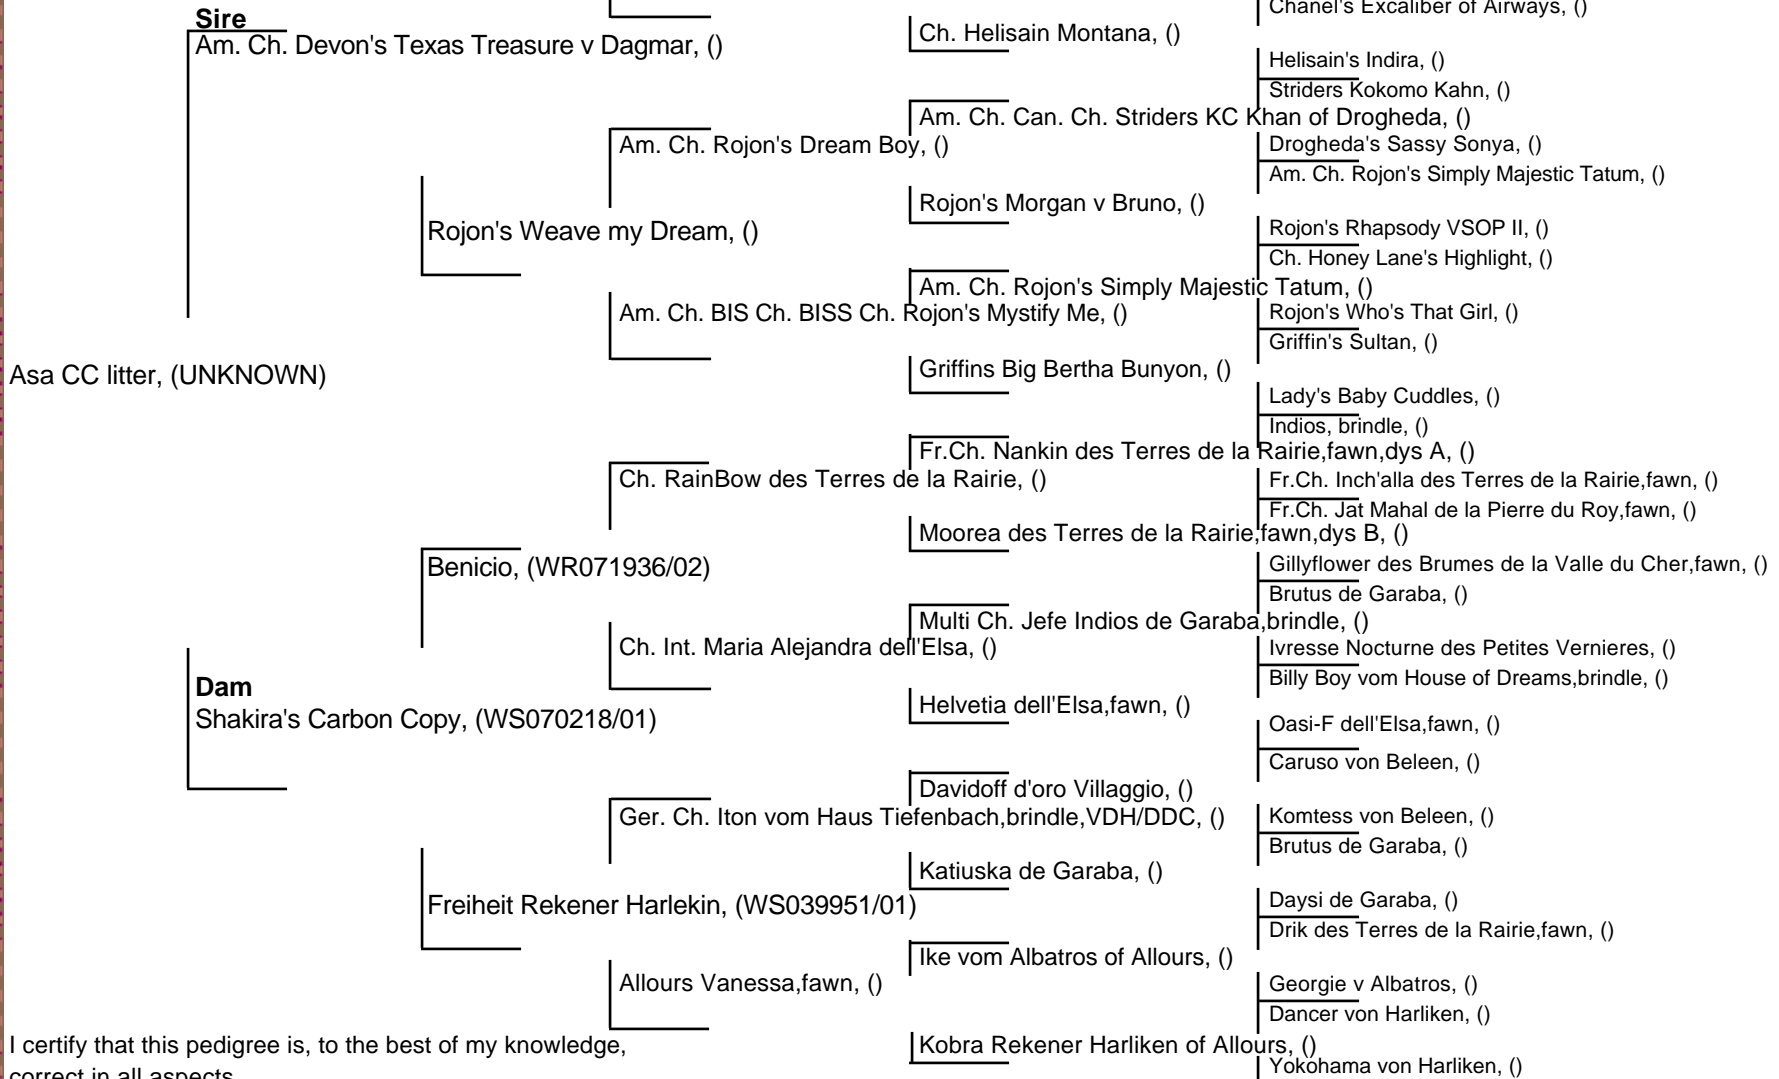 Chanel's Excaliber of Airways, ()
Sire
Ch. Helisain Montana, ()
Am. Ch. Devon's Texas Treasure v Dagmar, ()
Helisain's Indira, ()
Striders Kokomo Kahn, ()
Am. Ch. Can. Ch. Striders KC Khan of Drogheda, ()
Am. Ch. Rojon's Dream Boy, ()
Drogheda's Sassy Sonya, ()
Am. Ch. Rojon's Simply Majestic Tatum, ()
Rojon's Morgan v Bruno, ()
Rojon's Weave my Dream, ()
Rojon's Rhapsody VSOP II, ()
Ch. Honey Lane's Highlight, ()
Am. Ch. Rojon's Simply Majestic Tatum, ()
Am. Ch. BIS Ch. BISS Ch. Rojon's Mystify Me, ()
Rojon's Who's That Girl, ()
Griffin's Sultan, ()
Griffins Big Bertha Bunyon, ()
Asa CC litter, (UNKNOWN)
Lady's Baby Cuddles, ()
Indios, brindle, ()
Fr.Ch. Nankin des Terres de la Rairie,fawn,dys A, ()
Ch. RainBow des Terres de la Rairie, ()
Fr.Ch. Inch'alla des Terres de la Rairie,fawn, ()
Fr.Ch. Jat Mahal de la Pierre du Roy,fawn, ()
Moorea des Terres de la Rairie,fawn,dys B, ()
Benicio, (WR071936/02)
Gillyflower des Brumes de la Valle du Cher,fawn, ()
Brutus de Garaba, ()
Multi Ch. Jefe Indios de Garaba,brindle, ()
Ch. Int. Maria Alejandra dell'Elsa, ()
Ivresse Nocturne des Petites Vernieres, ()
Billy Boy vom House of Dreams,brindle, ()
Dam
Helvetia dell'Elsa,fawn, ()
Shakira's Carbon Copy, (WS070218/01)
Oasi-F dell'Elsa,fawn, ()
Caruso von Beleen, ()
Davidoff d'oro Villaggio, ()
Ger. Ch. Iton vom Haus Tiefenbach,brindle,VDH/DDC, ()
Komtess von Beleen, ()
Brutus de Garaba, ()
Katiuska de Garaba, ()
Freiheit Rekener Harlekin, (WS039951/01)
Daysi de Garaba, ()
Drik des Terres de la Rairie,fawn, ()
Ike vom Albatros of Allours, ()
Allours Vanessa,fawn, ()
Georgie v Albatros, ()
Dancer von Harliken, ()
I certify that this pedigree is, to the best of my knowledge,
Kobra Rekener Harliken of Allours, ()
Yokohama von Harliken, ()
correct in all aspects